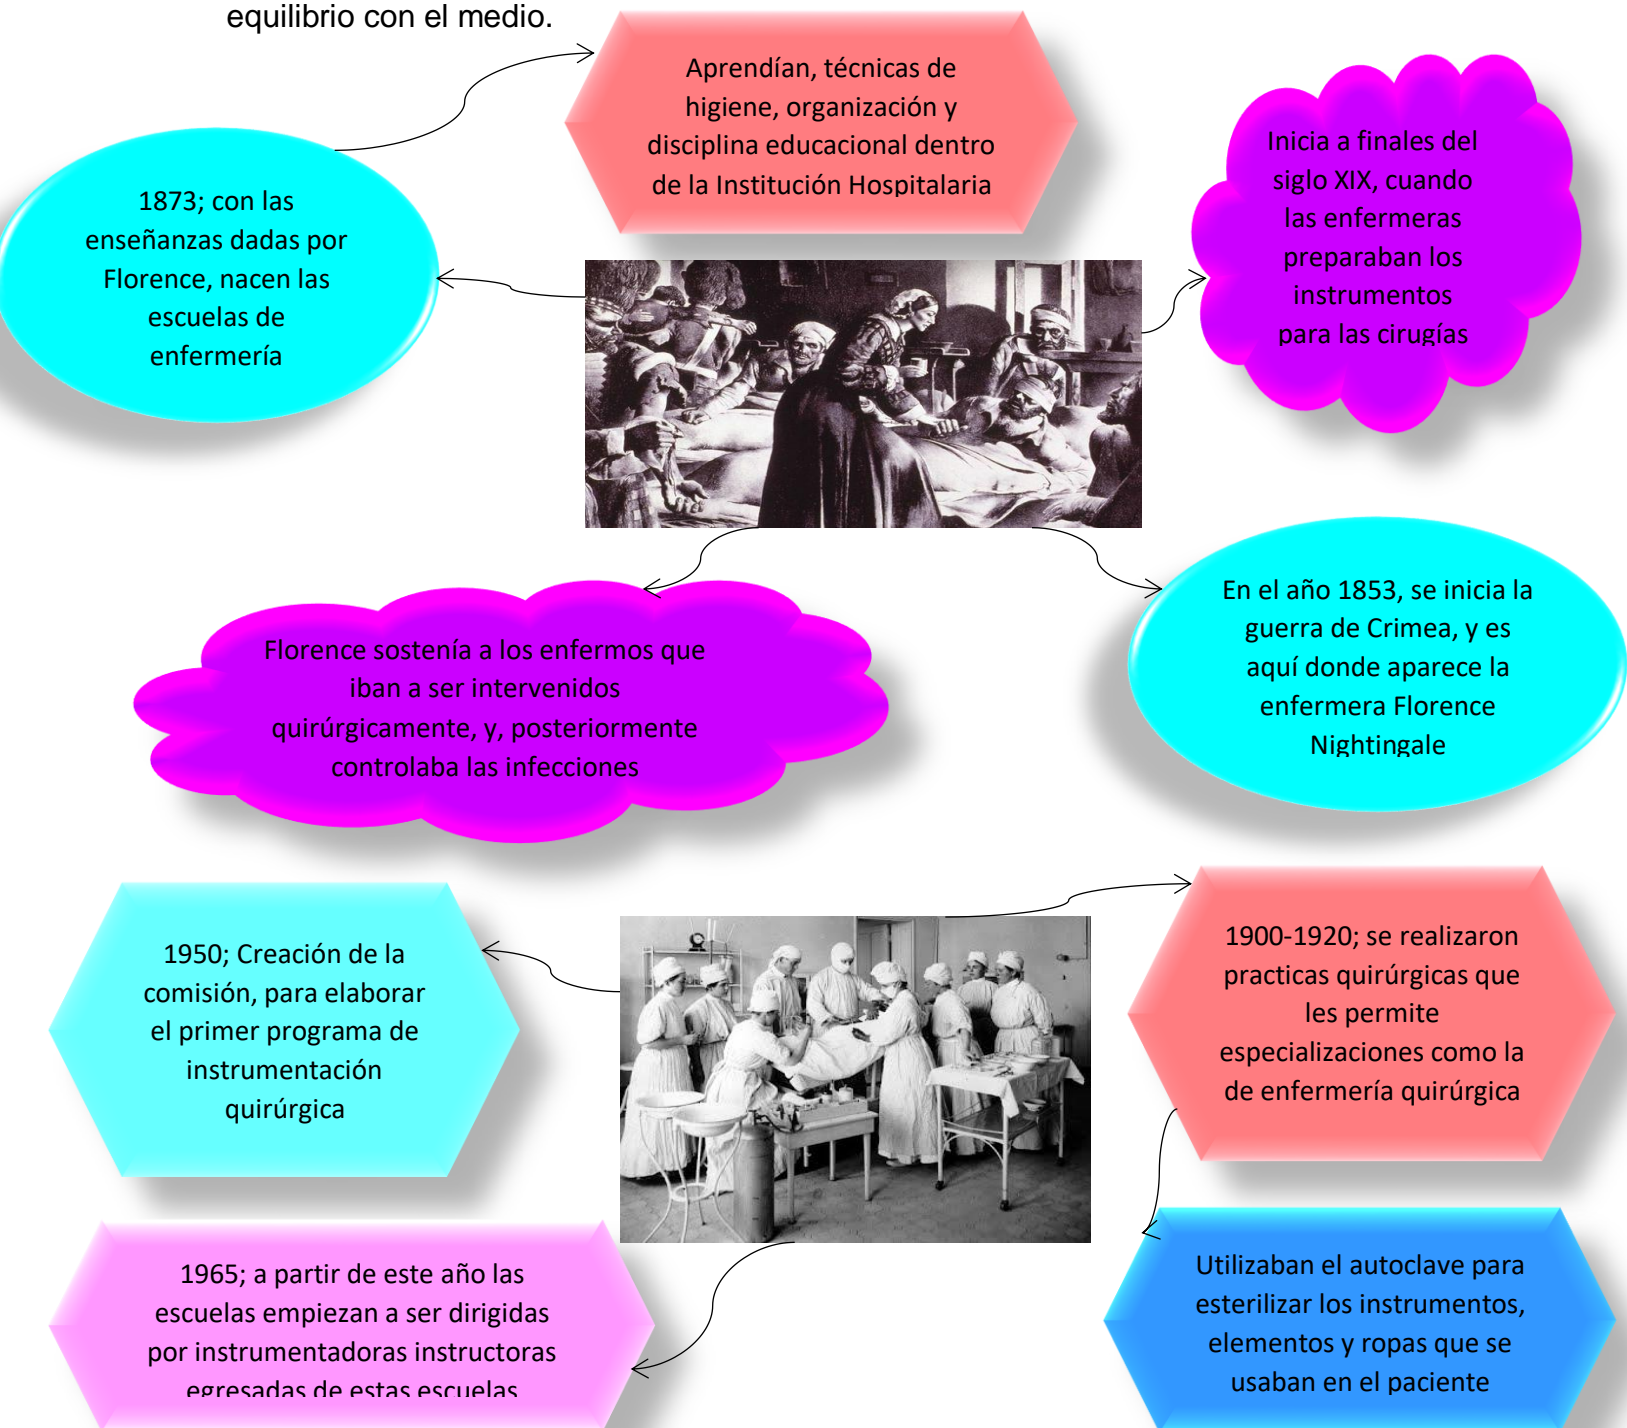 equilibrio con el medio.
Aprendían, técnicas de
higiene, organización y
disciplina educacional dentro
de la Institución Hospitalaria
Inicia a finales del
siglo XIX, cuando
las enfermeras
preparaban los
instrumentos
para las cirugías
1873; con las
enseñanzas dadas por
Florence, nacen las
escuelas de
enfermería
En el año 1853, se inicia la
guerra de Crimea, y es
aquí donde aparece la
enfermera Florence
Nightingale
Florence sostenía a los enfermos que
iban a ser intervenidos
quirúrgicamente, y, posteriormente
controlaba las infecciones
1950; Creación de la
comisión, para elaborar
el primer programa de
instrumentación
quirúrgica
1900-1920; se realizaron
practicas quirúrgicas que
les permite
especializaciones como la
de enfermería quirúrgica
1965; a partir de este año las
escuelas empiezan a ser dirigidas
por instrumentadoras instructoras
egresadas de estas escuelas
Utilizaban el autoclave para
esterilizar los instrumentos,
elementos y ropas que se
usaban en el paciente